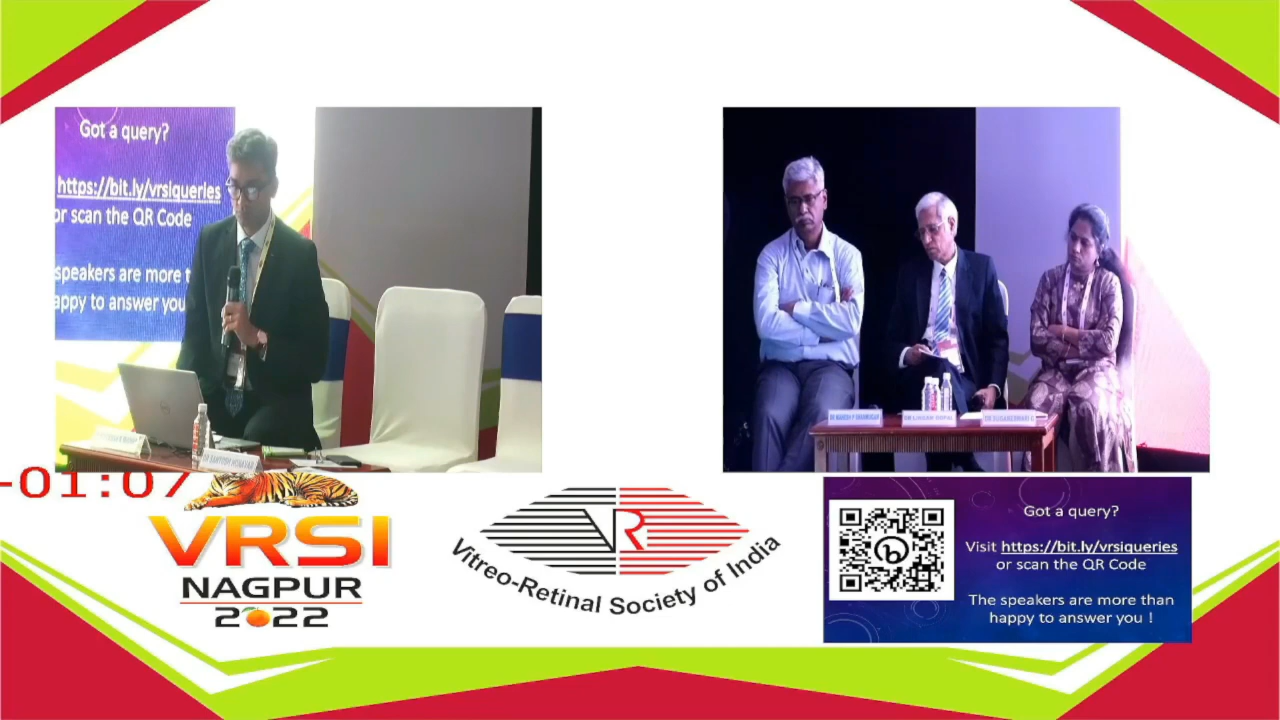 Got a query?
https://bit.ly/vrsiqueries
or scan the QR Code
speakers are more t
appy to answer you
-01:07
VRSI
NAGPUR
2022
VR
Vitreo-Retinal Society of India
Got a query?
Visit https://bit.ly/vrsiqueries
or scan the QR Code
The speakers are more than
happy to answer you !